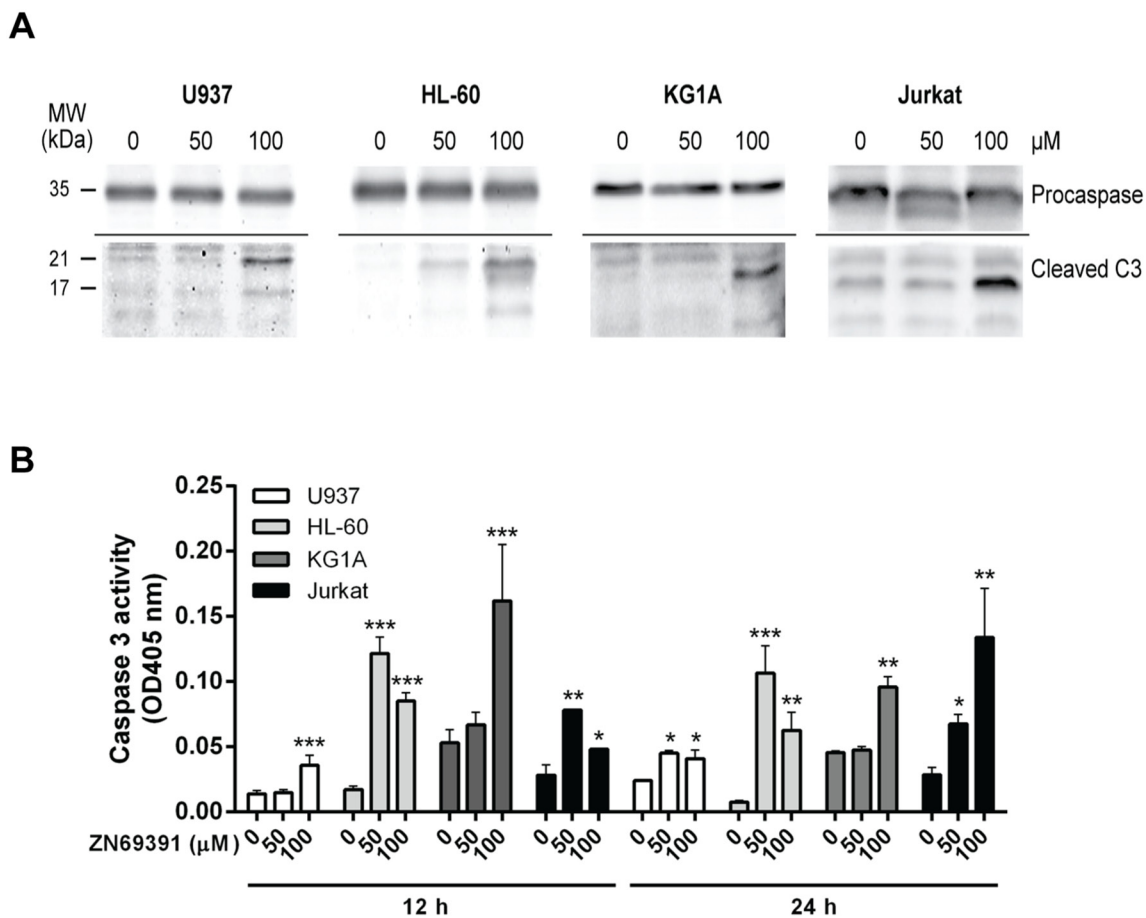 A
U937 HL-60 KG1A Jurkat
MW
(kDa) 0 50 100 0 50 100 0 50 100 0 50 100 µM
35 Procaspase
21 Cleaved C3
17
B
0.25
0.20
0.15
0.10
0.05
0.00
Caspase 3 activity
(OD405 nm)
U937
HL-60
KG1A
Jurkat
*** *** *** *** ** * * * *** ** ** * **
ZN69391 (µM) 0 50 100 0 50 100 0 50 100 0 50 100 0 50 100 0 50 100 0 50 100 0 50 100
12 h 24 h